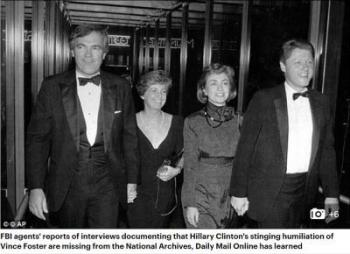 © AP
+6
FBI agents' reports of interviews documenting that Hillary Clinton's stinging humiliation of
Vince Foster are missing from the National Archives, Daily Mail Online has learned